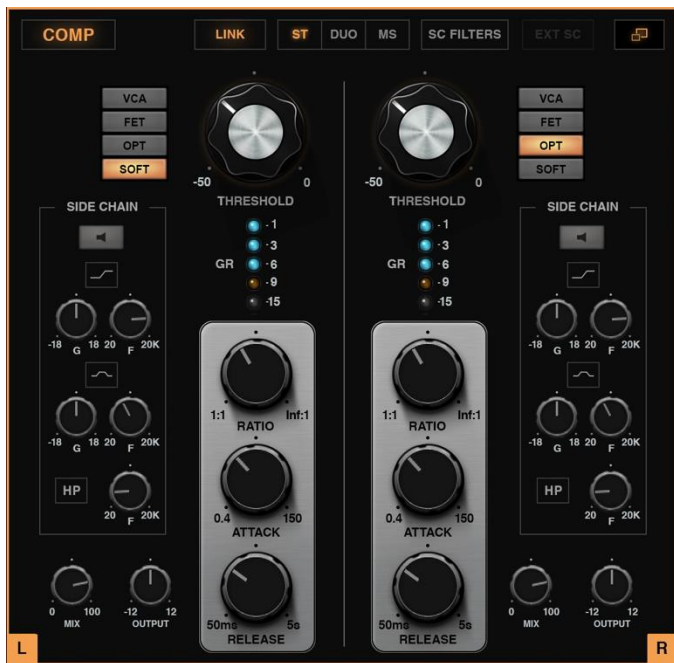 COMP LINK ST DUO MS SC FILTERS EXT SC
VCA
FET
OPT
SOFT
-50 0
THRESHOLD
SIDE CHAIN
-1
-3
GR -6
-9
-15
-18 18 20 20K
G F
-18 18 20 20K
G F
HP
20 20K
F
0 100 -12 12
MIX OUTPUT
1:1 Inf:1
RATIO
0.4 150
ATTACK
50ms 5s
RELEASE
L
VCA
FET
OPT
SOFT
-50 0
THRESHOLD
-1
-3
GR -6
-9
-15
1:1 Inf:1
RATIO
0.4 150
ATTACK
50ms 5s
RELEASE
SIDE CHAIN
-18 18 20 20K
G F
-18 18 20 20K
G F
HP
20 20K
F
0 100 -12 12
MIX OUTPUT
R